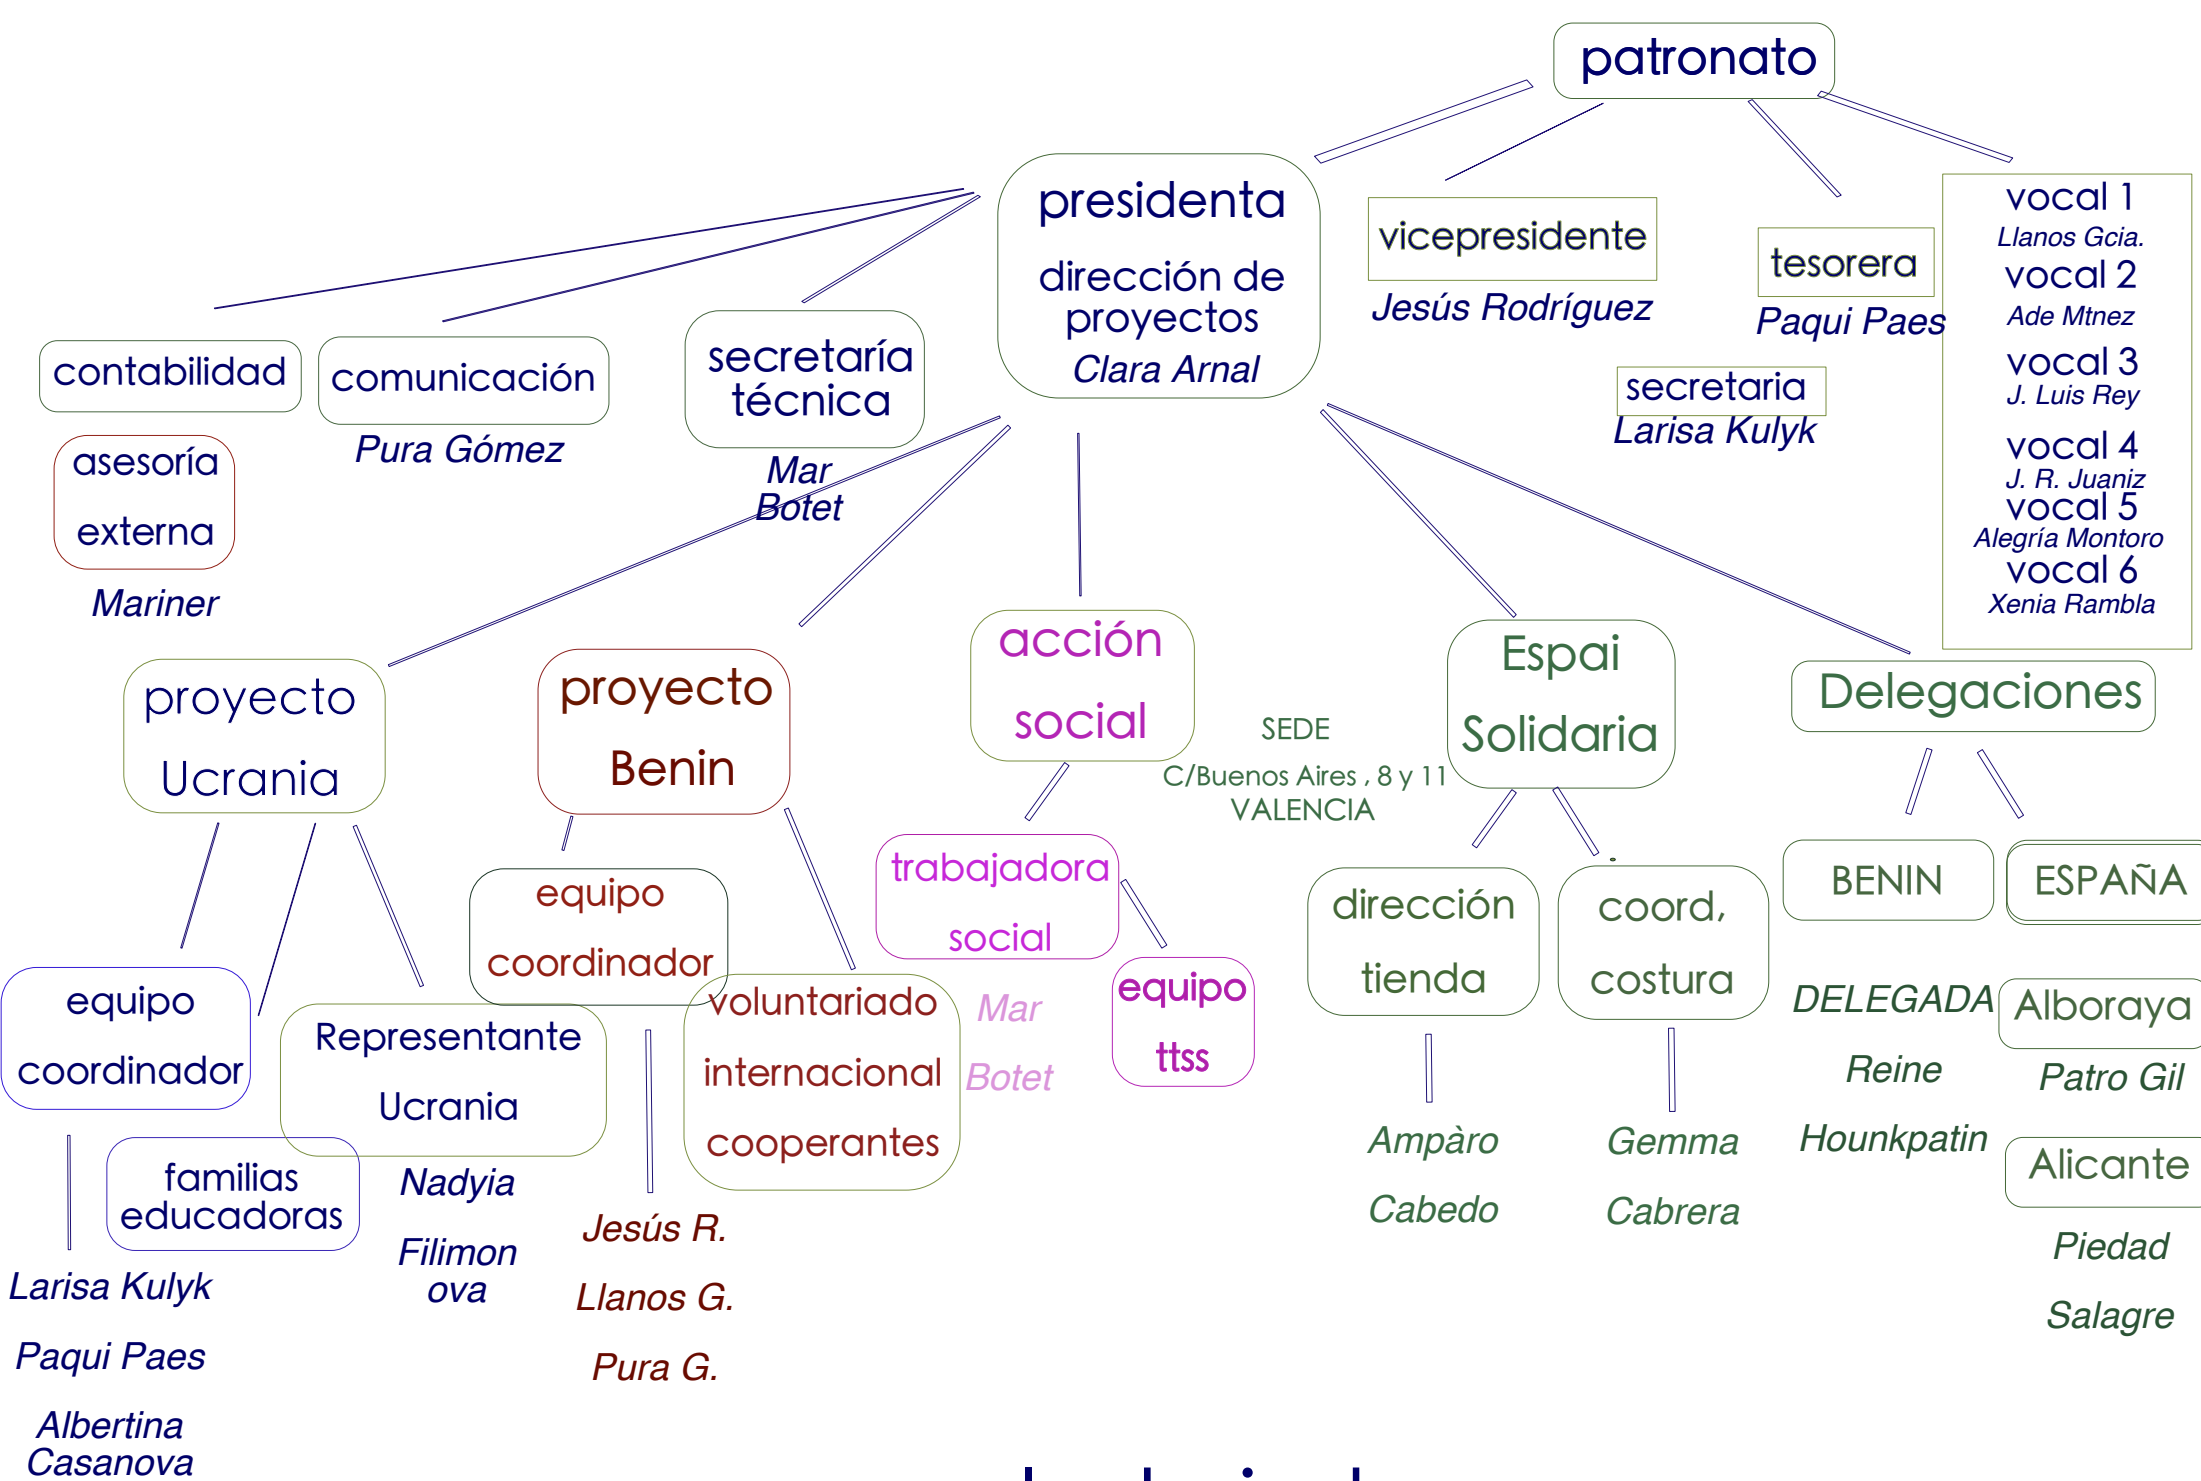 patronato
presidenta
dirección de
proyectos
Clara Arnal
vicepresidente
Jesús Rodríguez
tesorera
Paqui Paes
secretaria
Larisa Kulyk
vocal 1
Llanos Gcia.
vocal 2
Ade Mtnez
vocal 3
J. Luis Rey
vocal 4
J. R. Juaniz
vocal 5
Alegría Montoro
vocal 6
Xenia Rambla
contabilidad
asesoría
externa
Mariner
comunicación
Pura Gómez
secretaría
técnica
Mar
Botet
proyecto
Ucrania
equipo
coordinador
Larisa Kulyk
Paqui Paes
Albertina
Casanova
familias
educadoras
Representante
Ucrania
Nadyia
Filimon
ova
proyecto
Benin
equipo
coordinador
Jesús R.
Llanos G.
Pura G.
voluntariado
internacional
cooperantes
acción
social
trabajadora
social
Mar
Botet
equipo
ttss
SEDE
C/Buenos Aires , 8 y 11
VALENCIA
Espai
Solidaria
dirección
tienda
Ampàro
Cabedo
coord,
costura
Gemma
Cabrera
Delegaciones
BENIN
DELEGADA
Reine
Hounkpatin
ESPAÑA
Alboraya
Patro Gil
Alicante
Piedad
Salagre